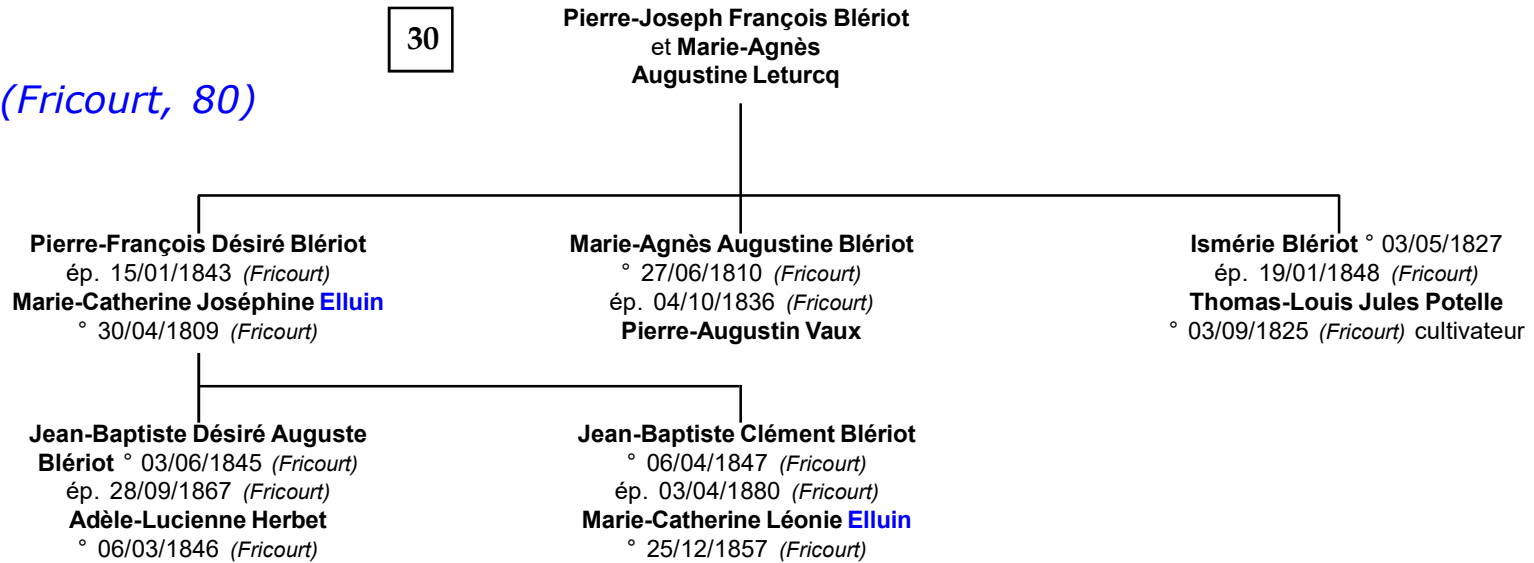 30
Pierre-Joseph François Blériot
et Marie-Agnès
Augustine Leturcq
(Fricourt, 80)
Pierre-François Désiré Blériot
ép. 15/01/1843 (Fricourt)
Marie-Catherine Joséphine Elluin
° 30/04/1809 (Fricourt)
Marie-Agnès Augustine Blériot
° 27/06/1810 (Fricourt)
ép. 04/10/1836 (Fricourt)
Pierre-Augustin Vaux
Ismérie Blériot ° 03/05/1827
ép. 19/01/1848 (Fricourt)
Thomas-Louis Jules Potelle
° 03/09/1825 (Fricourt) cultivateur
Jean-Baptiste Désiré Auguste
Blériot ° 03/06/1845 (Fricourt)
ép. 28/09/1867 (Fricourt)
Adèle-Lucienne Herbet
° 06/03/1846 (Fricourt)
Jean-Baptiste Clément Blériot
° 06/04/1847 (Fricourt)
ép. 03/04/1880 (Fricourt)
Marie-Catherine Léonie Elluin
° 25/12/1857 (Fricourt)